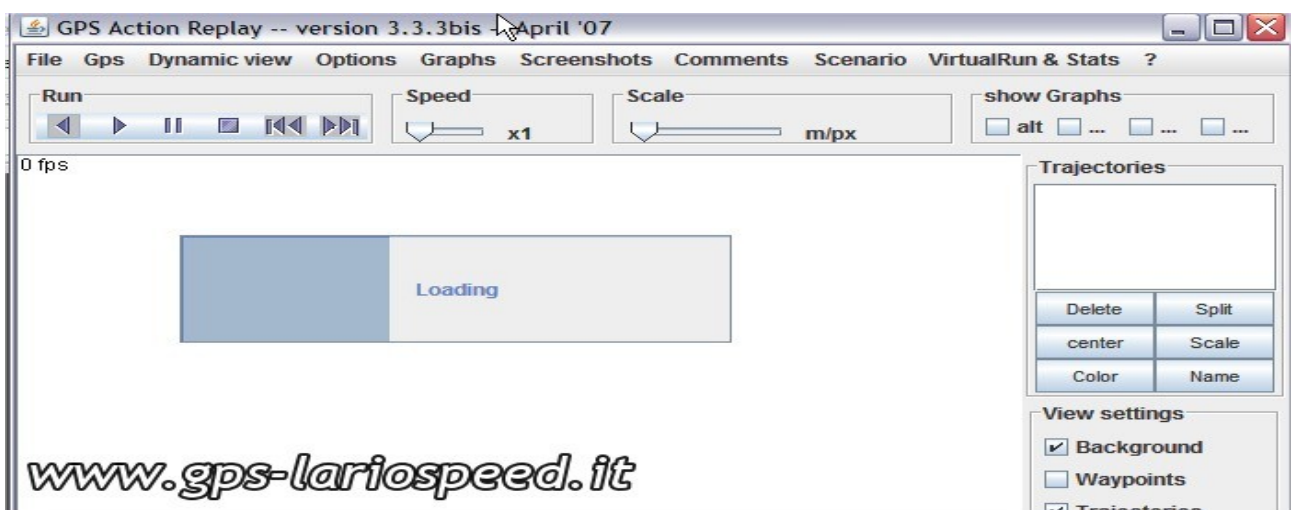 GPS Action Replay -- version 3.3.3bis - April '07
File Gps Dynamic view Options Graphs Screenshots Comments Scenario VirtualRun & Stats ?
Run Speed Scale show Graphs
x1 m/px alt ... ... ...
0 fps
Trajectories
Loading
Delete Split
center Scale
Color Name
View settings
Background
Waypoints
Trajectories
www.gps-lariospeed.it